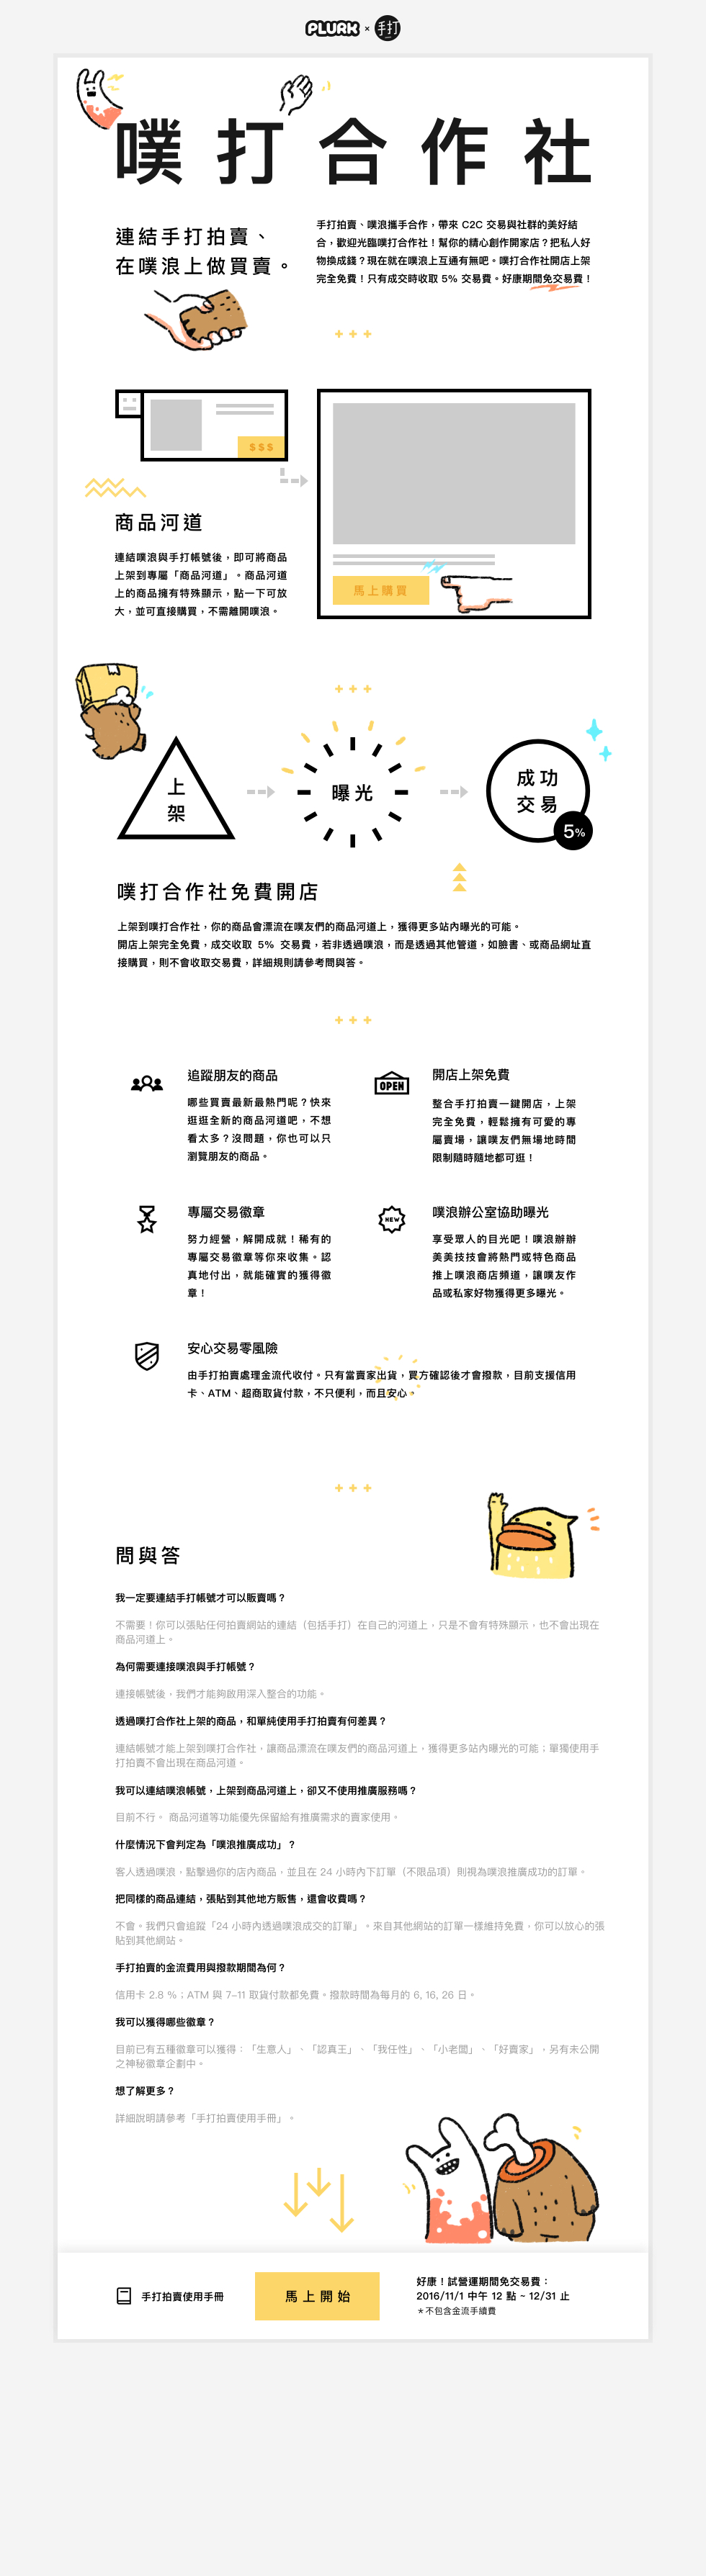 PLURK × 手打
噗打合作社
連結手打拍賣、
在噗浪上做買賣。
手打拍賣、噗浪攜手合作，帶來 C2C 交易與社群的美好結
合，歡迎光臨噗打合作社！幫你的精心創作開家店？把私人好
物換成錢？現在就在噗浪上互通有無吧。噗打合作社開店上架
完全免費！只有成交時收取 5% 交易費。好康期間免交易費！
$$$
商品河道
連結噗浪與手打帳號後，即可將商品
上架到專屬「商品河道」。商品河道
上的商品擁有特殊顯示，點一下可放
大，並可直接購買，不需離開噗浪。
馬上購買
上
架
曝光
成功
交易
5%
噗打合作社免費開店
上架到噗打合作社，你的商品會漂流在噗友們的商品河道上，獲得更多站內曝光的可能。
開店上架完全免費，成交收取 5% 交易費，若非透過噗浪，而是透過其他管道，如臉書、或商品網址直
接購買，則不會收取交易費，詳細規則請參考問與答。
追蹤朋友的商品
哪些買賣最新最熱門呢？快來
逛逛全新的商品河道吧，不想
看太多？沒問題，你也可以只
瀏覽朋友的商品。
OPEN
開店上架免費
整合手打拍賣一鍵開店，上架
完全免費，輕鬆擁有可愛的專
屬賣場，讓噗友們無場地時間
限制隨時隨地都可逛！
專屬交易徽章
努力經營，解開成就！稀有的
專屬交易徽章等你來收集。認
真地付出，就能確實的獲得徽
章！
NEW
噗浪辦公室協助曝光
享受眾人的目光吧！噗浪辦辦
美美技技會將熱門或特色商品
推上噗浪商店頻道，讓噗友作
品或私家好物獲得更多曝光。
安心交易零風險
由手打拍賣處理金流代收付。只有當賣家出貨，買方確認後才會撥款，目前支援信用
卡、ATM、超商取貨付款，不只便利，而且安心。
問與答
我一定要連結手打帳號才可以販賣嗎？
不需要！你可以張貼任何拍賣網站的連結（包括手打）在自己的河道上，只是不會有特殊顯示，也不會出現在
商品河道上。
為何需要連接噗浪與手打帳號？
連接帳號後，我們才能夠啟用深入整合的功能。
透過噗打合作社上架的商品，和單純使用手打拍賣有何差異？
連結帳號才能上架到噗打合作社，讓商品漂流在噗友們的商品河道上，獲得更多站內曝光的可能；單獨使用手
打拍賣不會出現在商品河道。
我可以連結噗浪帳號，上架到商品河道上，卻又不使用推廣服務嗎？
目前不行。 商品河道等功能優先保留給有推廣需求的賣家使用。
什麼情況下會判定為「噗浪推廣成功」？
客人透過噗浪，點擊過你的店內商品，並且在 24 小時內下訂單（不限品項）則視為噗浪推廣成功的訂單。
把同樣的商品連結，張貼到其他地方販售，還會收費嗎？
不會。我們只會追蹤「24 小時內透過噗浪成交的訂單」。來自其他網站的訂單一樣維持免費，你可以放心的張
貼到其他網站。
手打拍賣的金流費用與撥款期間為何？
信用卡 2.8 %；ATM 與 7-11 取貨付款都免費。撥款時間為每月的 6, 16, 26 日。
我可以獲得哪些徽章？
目前已有五種徽章可以獲得：「生意人」、「認真王」、「我任性」、「小老闆」、「好賣家」，另有未公開
之神秘徽章企劃中。
想了解更多？
詳細說明請參考「手打拍賣使用手冊」。
手打拍賣使用手冊
馬上開始
好康！試營運期間免交易費：
2016/11/1 中午 12 點 ~ 12/31 止
＊不包含金流手續費